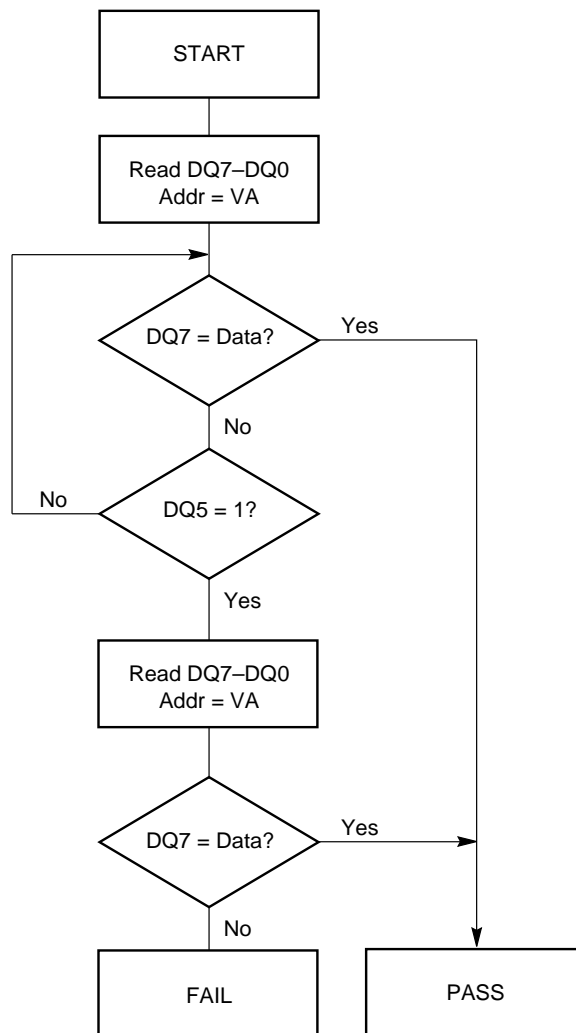 START
Read DQ7–DQ0
Addr = VA
DQ7 = Data?
Yes
No
No
DQ5 = 1?
Yes
Read DQ7–DQ0
Addr = VA
DQ7 = Data?
Yes
No
FAIL
PASS